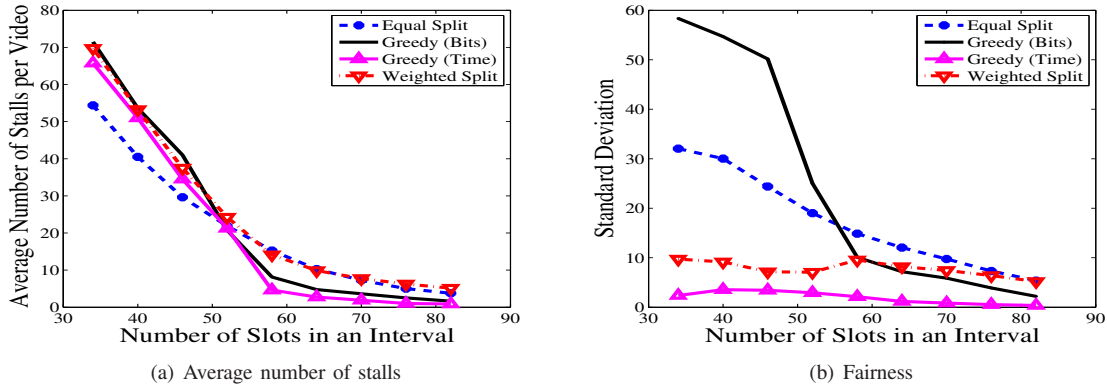 Average Number of Stalls per Video
80
70
60
50
40
30
20
10
0
30 40 50 60 70 80 90
Number of Slots in an Interval
Equal Split
Greedy (Bits)
Greedy (Time)
Weighted Split
(a) Average number of stalls
Standard Deviation
60
50
40
30
20
10
0
30 40 50 60 70 80 90
Number of Slots in an Interval
Equal Split
Greedy (Bits)
Greedy (Time)
Weighted Split
(b) Fairness